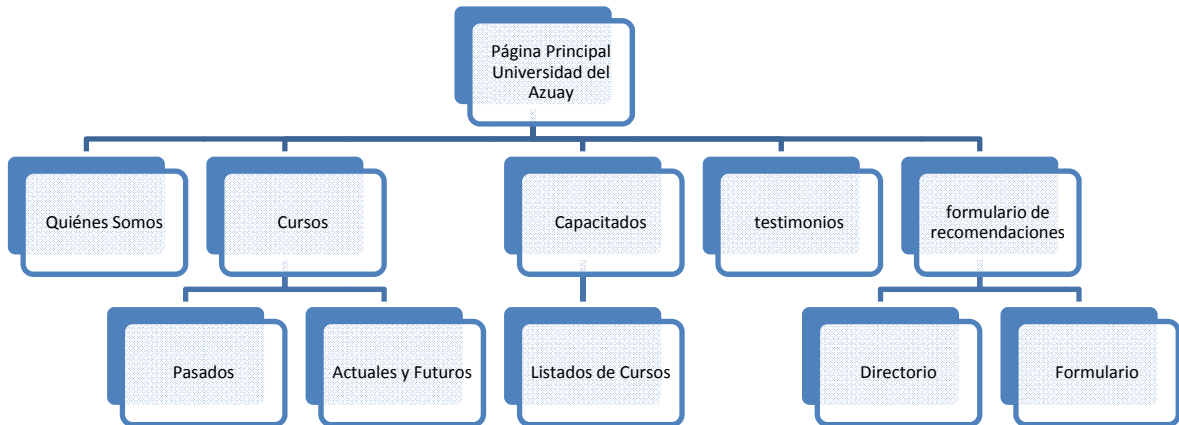 Página Principal
Universidad del
Azuay
Quiénes Somos
Cursos
Capacitados
testimonios
formulario de
recomendaciones
Pasados
Actuales y Futuros
Listados de Cursos
Directorio
Formulario